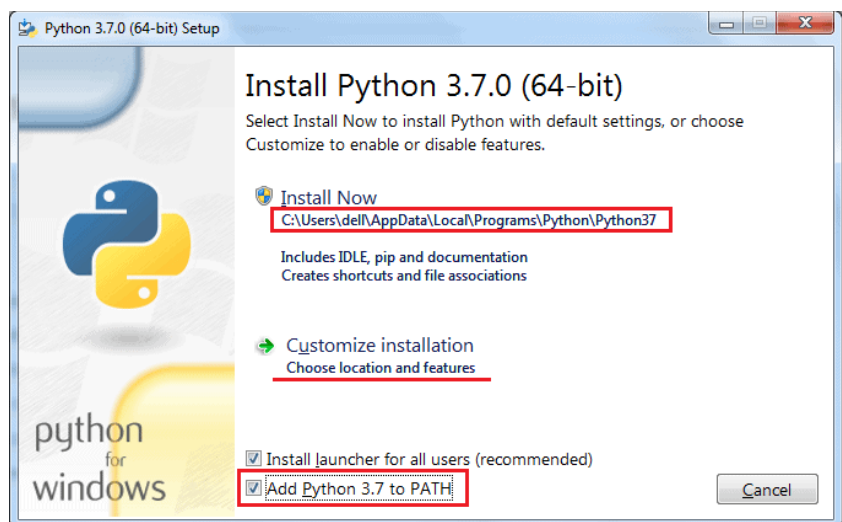 Python 3.7.0 (64-bit) Setup
Install Python 3.7.0 (64-bit)
Select Install Now to install Python with default settings, or choose
Customize to enable or disable features.
Install Now
C:\Users\dell\AppData\Local\Programs\Python\Python37
Includes IDLE, pip and documentation
Creates shortcuts and file associations
Customize installation
Choose location and features
python
for
windows
Install launcher for all users (recommended)
Add Python 3.7 to PATH
Cancel